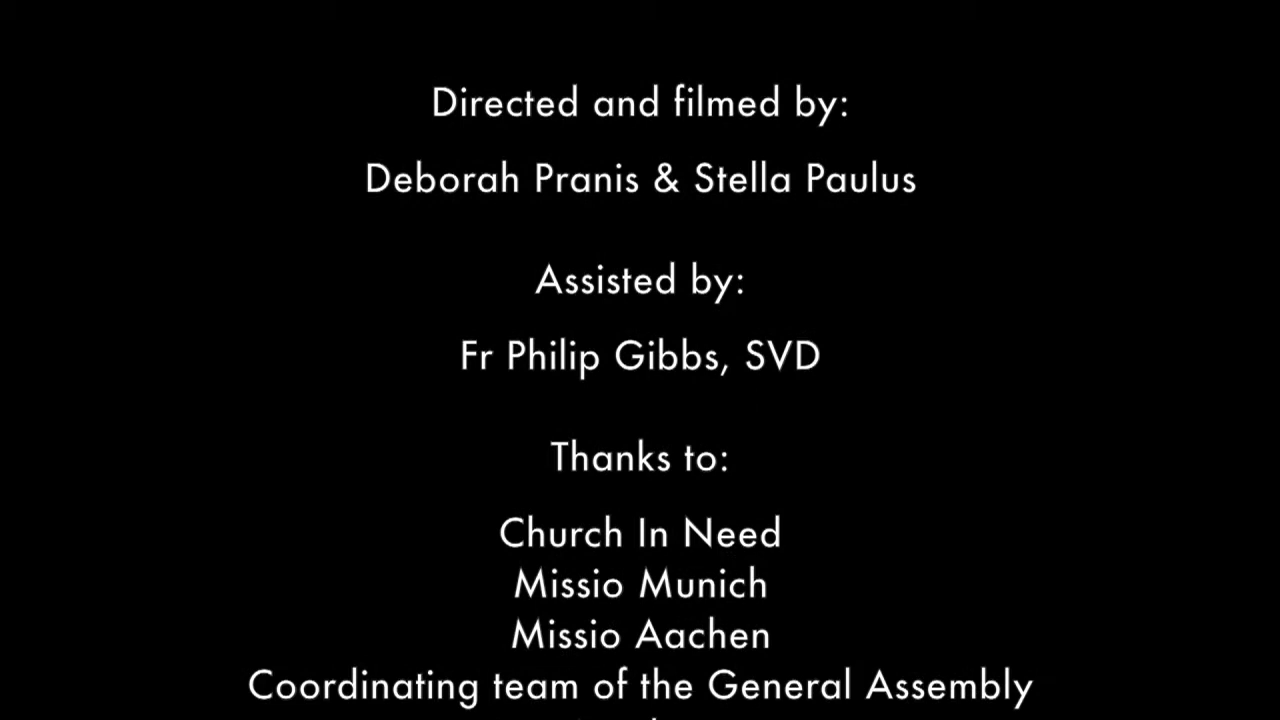 Directed and filmed by:
Deborah Pranis & Stella Paulus
Assisted by:
Fr Philip Gibbs, SVD
Thanks to:
Church In Need
Missio Munich
Missio Aachen
Coordinating team of the General Assembly